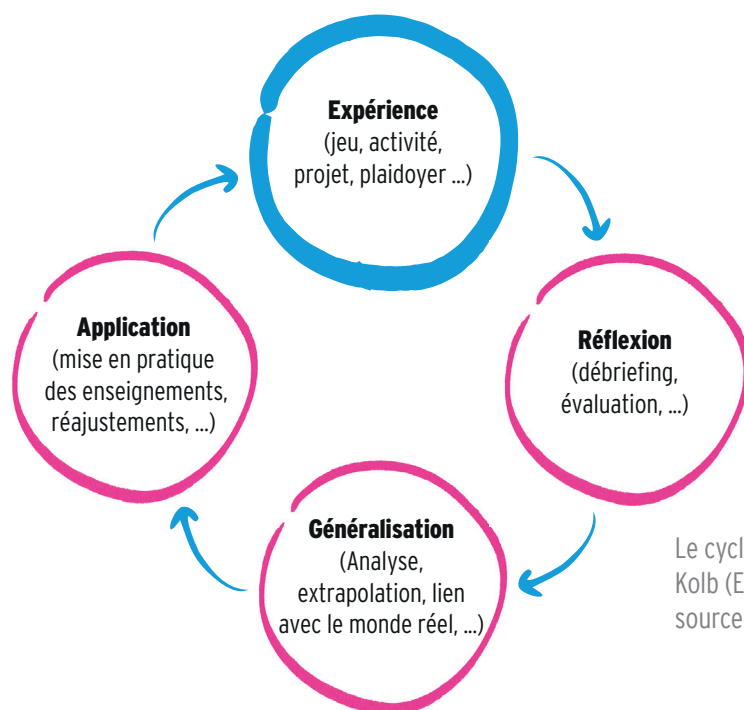 Expérience
(jeu, activité,
projet, plaidoyer ...)
Application
(mise en pratique
des enseignements,
réajustements, ...)
Réflexion
(débriefing,
évaluation, ...)
Généralisation
(Analyse,
extrapolation, lien
avec le monde réel, ...)
Le cycl
Kolb (E
source